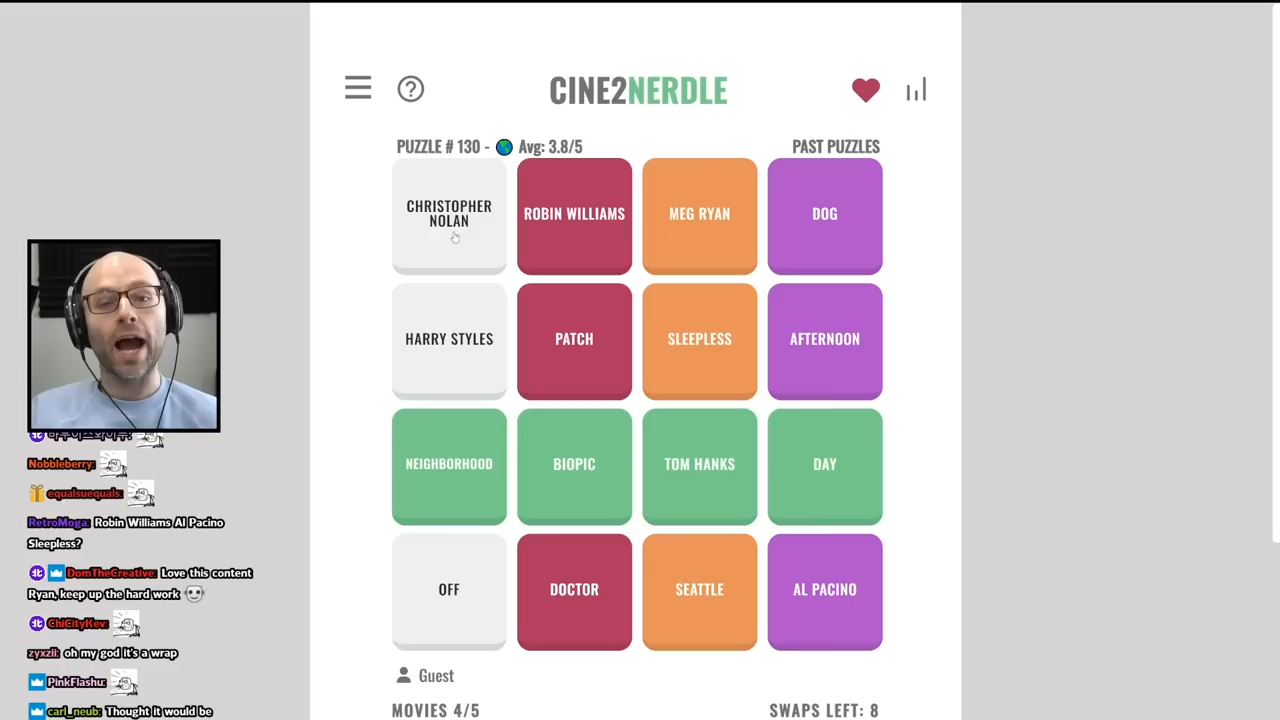 CINE2NERDLE
PUZZLE # 130 - Avg: 3.8/5
PAST PUZZLES
CHRISTOPHER
NOLAN
ROBIN WILLIAMS
MEG RYAN
DOG
HARRY STYLES
PATCH
SLEEPLESS
AFTERNOON
NEIGHBORHOOD
BIOPIC
TOM HANKS
DAY
OFF
DOCTOR
SEATTLE
AL PACINO
Guest
MOVIES 4/5
SWAPS LEFT: 8
Nobbleberry:
equalsuequals:
RetroMoga: Robin Williams Al Pacino
Sleepless?
DomTheCreative: Love this content
Ryan, keep up the hard work
ChiCityKev:
zyxzii: oh my god it's a wrap
PinkFlashu:
carl_neub: Thought it would be